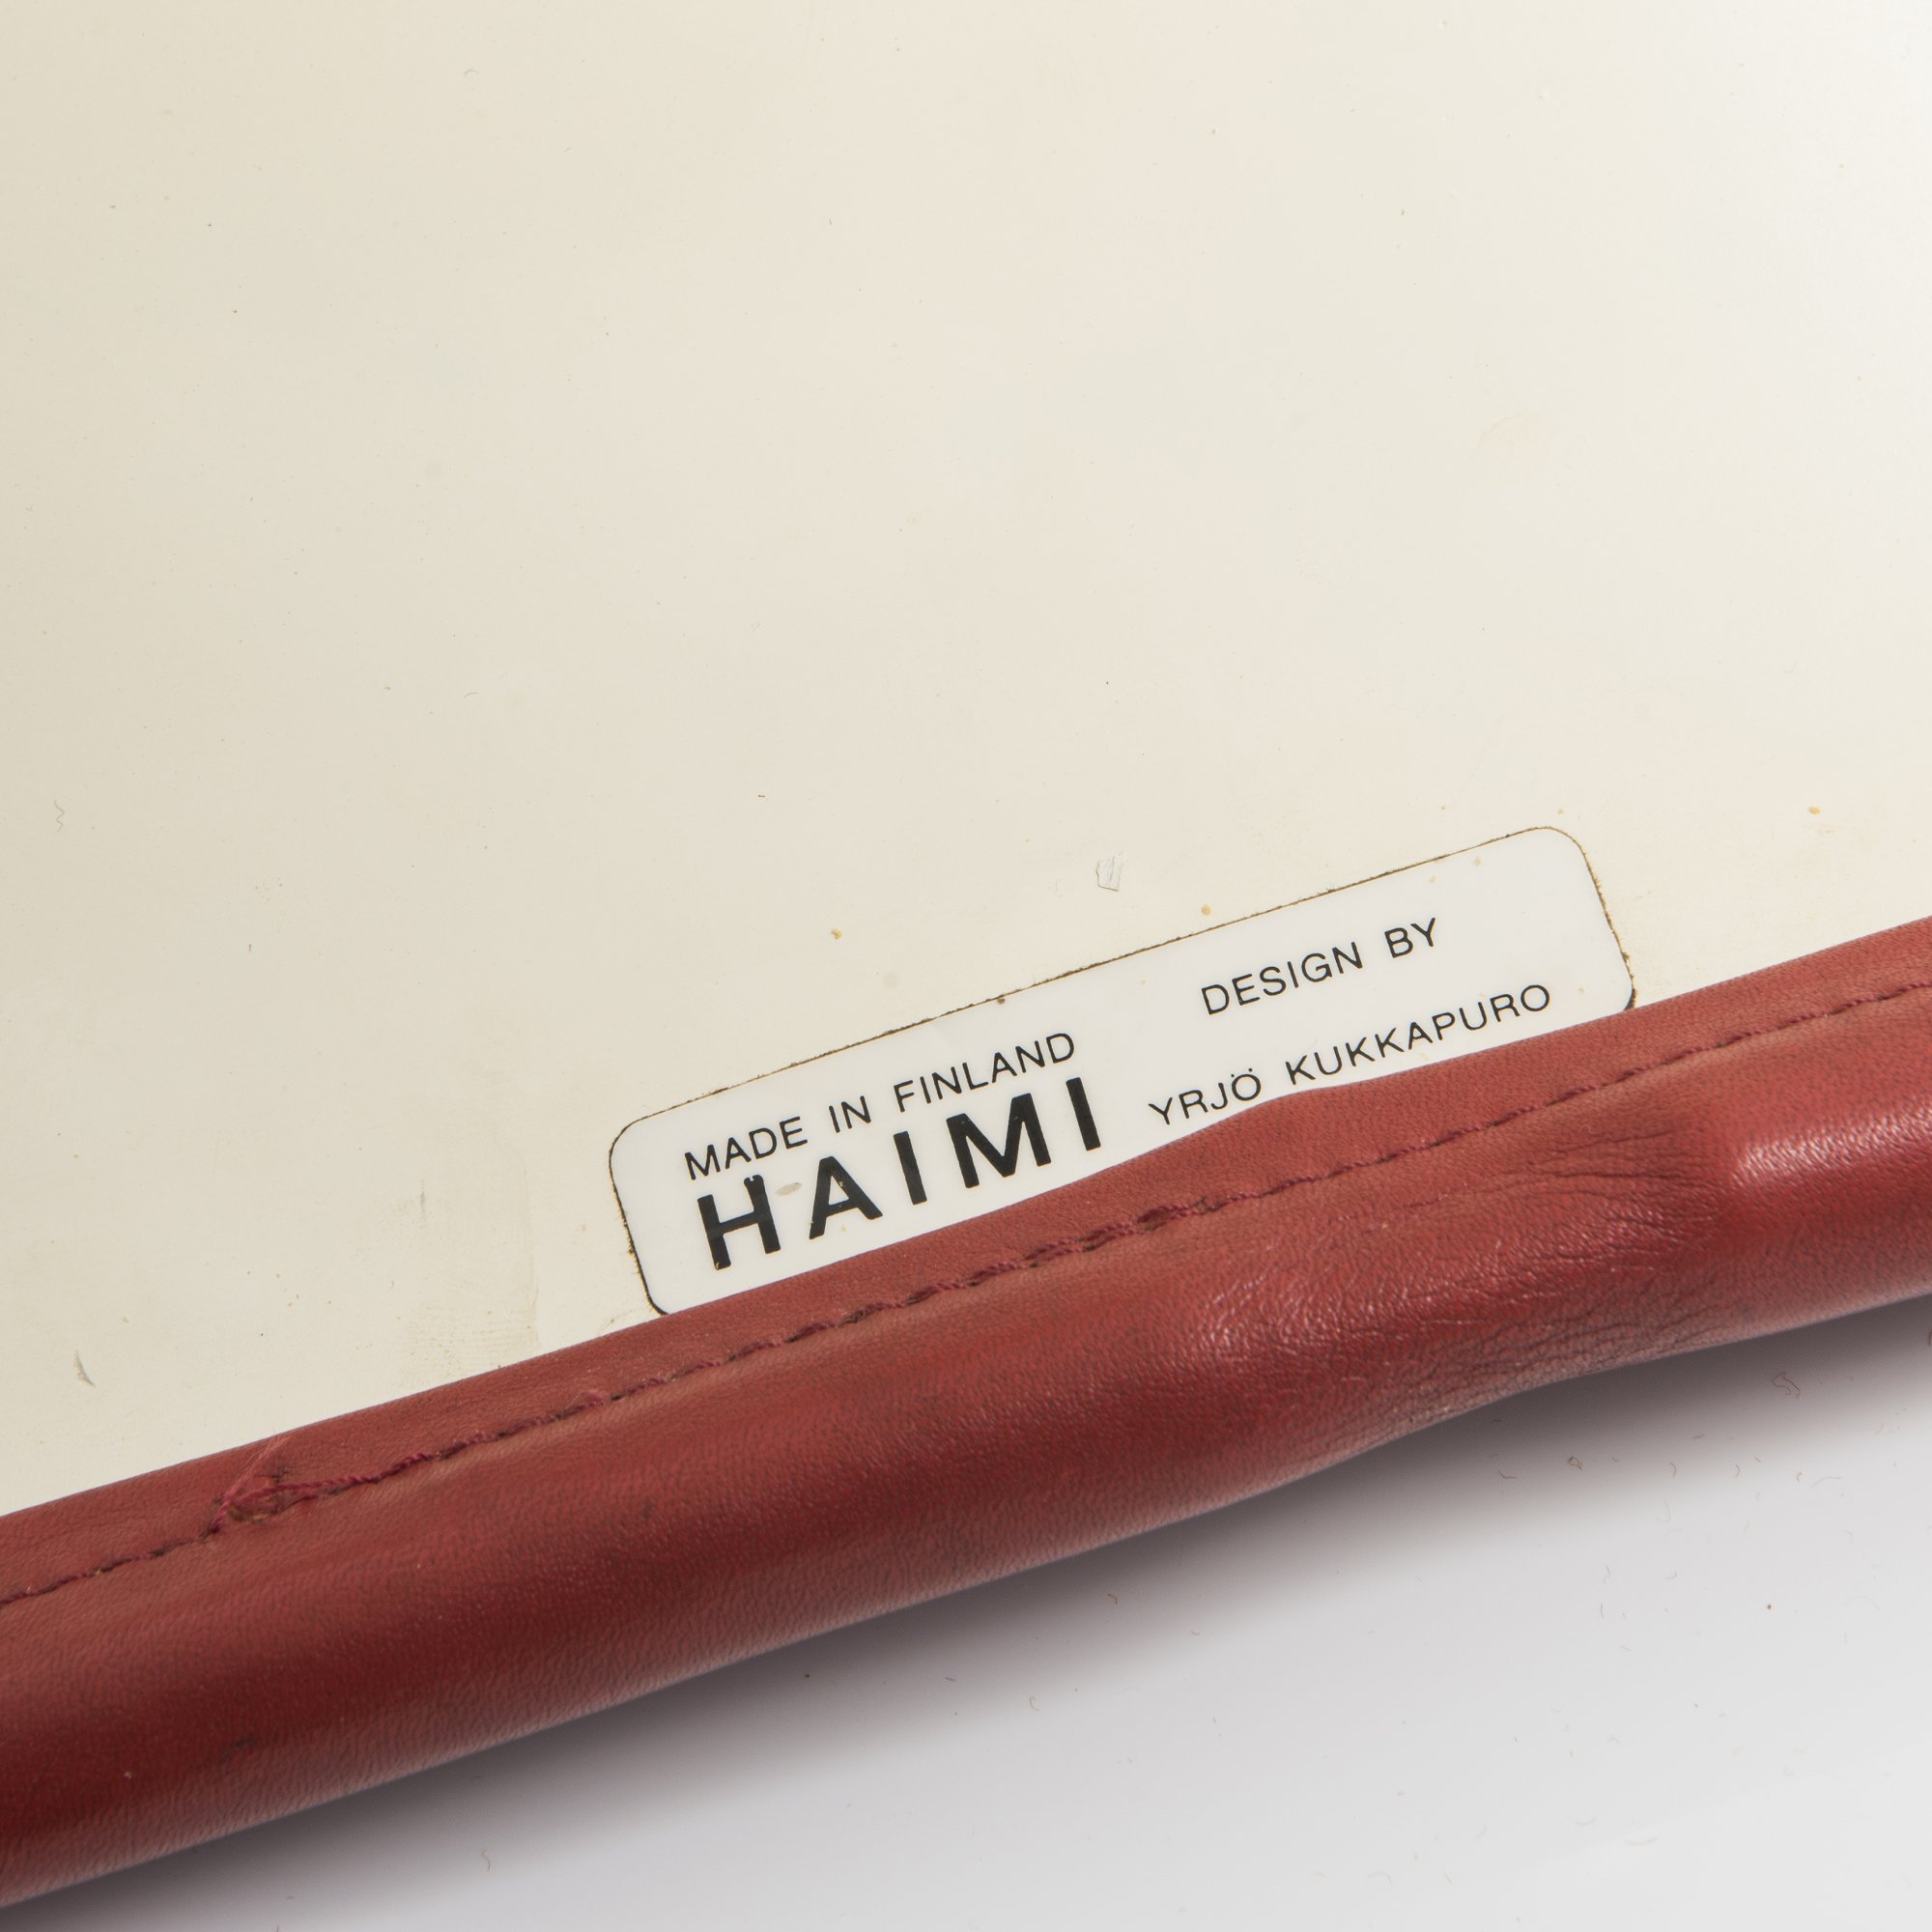 MADE IN FINLAND
HAIMI
DESIGN BY
YRJÖ KUKKAPURO